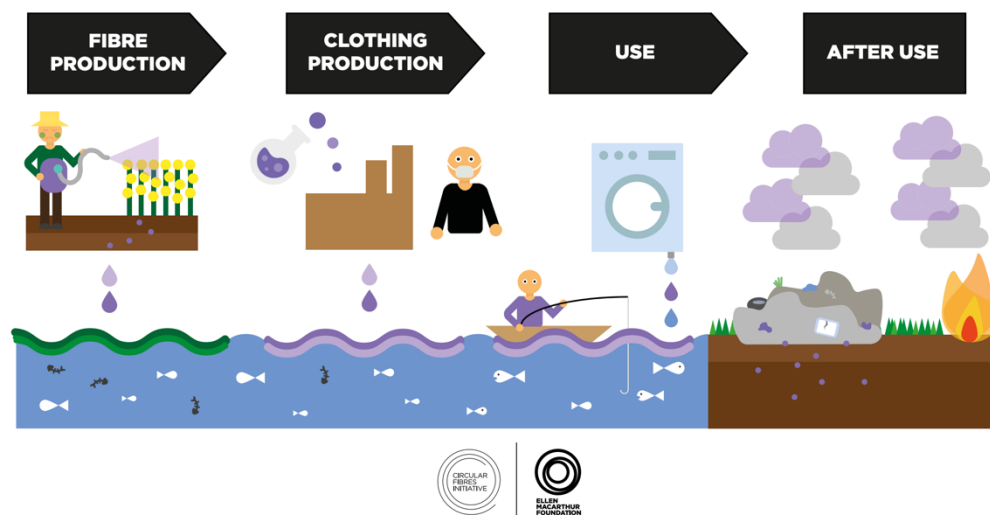 FIBRE
PRODUCTION
CLOTHING
PRODUCTION
USE
AFTER USE
CIRCULAR
FIBRES
INITIATIVE
ELLEN
MACARTHUR
FOUNDATION